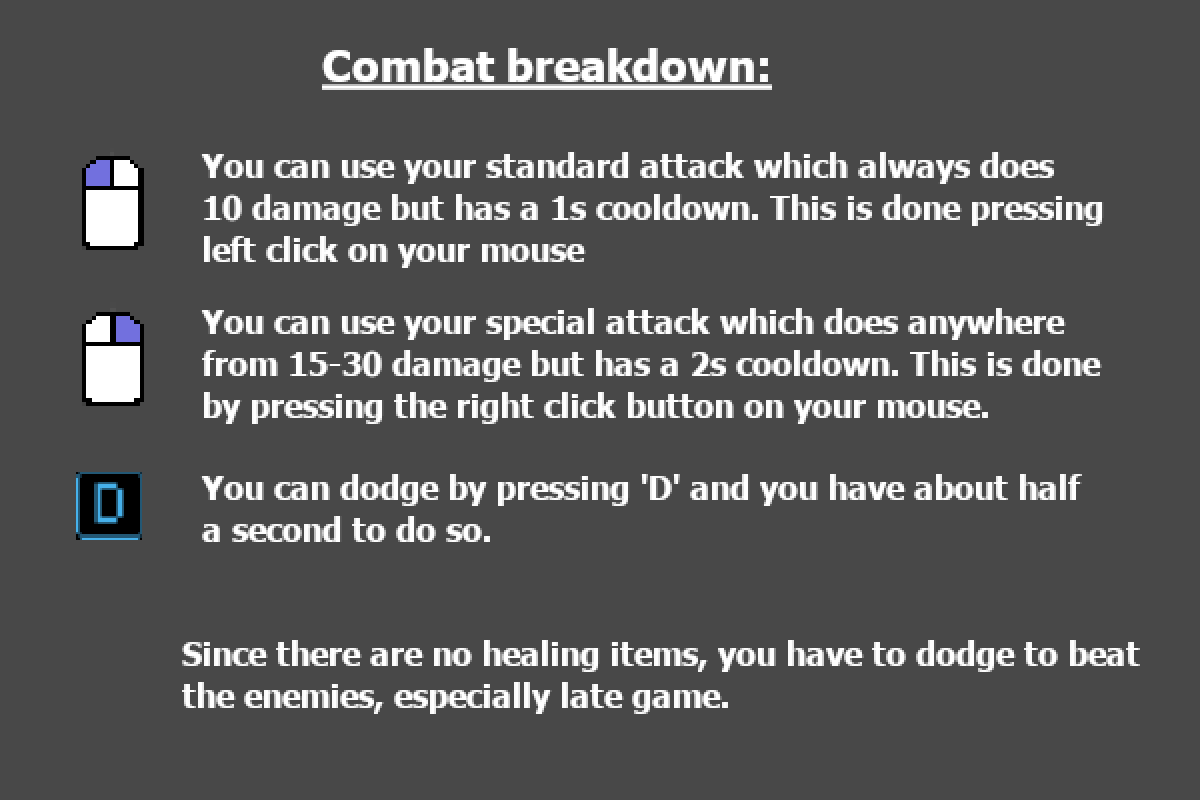 Combat breakdown:
You can use your standard attack which always does
10 damage but has a 1s cooldown. This is done pressing
left click on your mouse
You can use your special attack which does anywhere
from 15-30 damage but has a 2s cooldown. This is done
by pressing the right click button on your mouse.
D
You can dodge by pressing 'D' and you have about half
a second to do so.
Since there are no healing items, you have to dodge to beat
the enemies, especially late game.